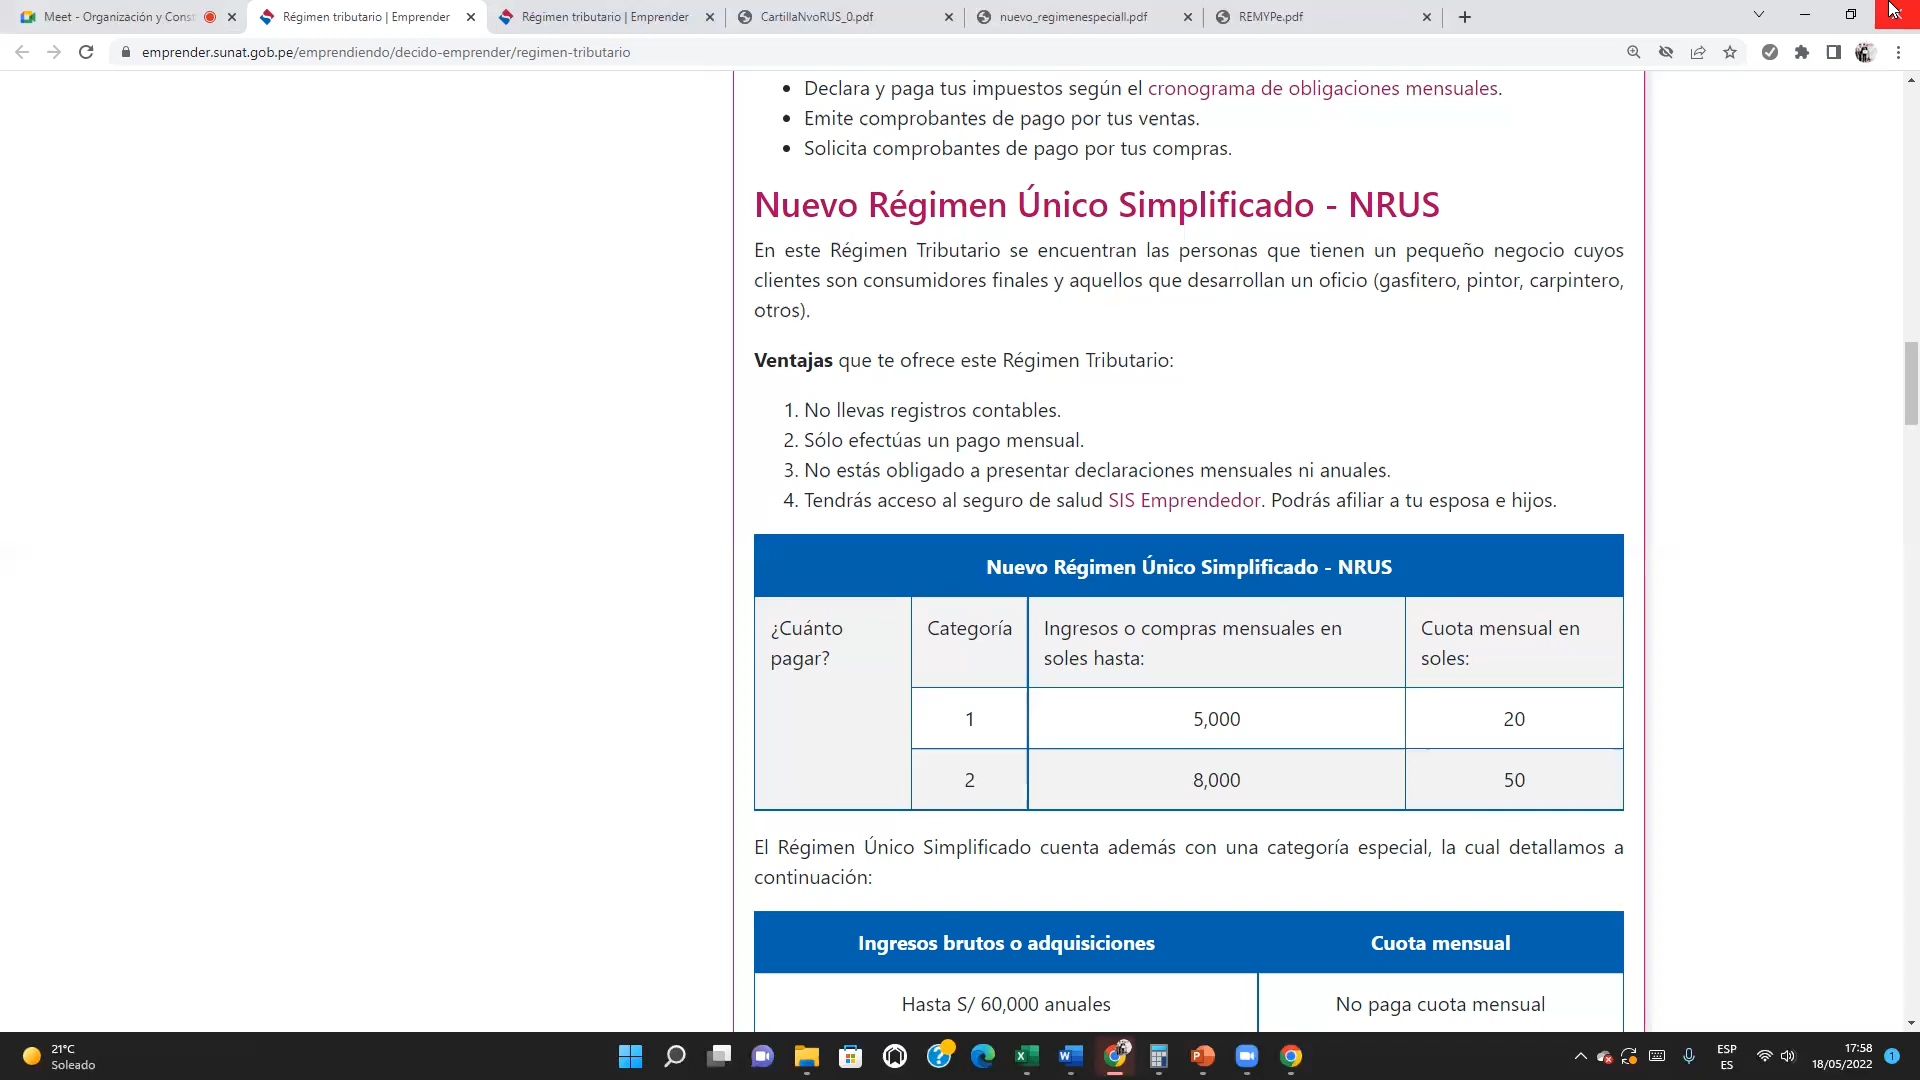 Meet - Organización y Const
Régimen tributario | Emprender
Régimen tributario | Emprender
CartillaNvoRUS_0.pdf
nuevo_regimenespecialI.pdf
REMYPe.pdf
emprender.sunat.gob.pe/emprendiendo/decido-emprender/regimen-tributario
• Declara y paga tus impuestos según el cronograma de obligaciones mensuales.
• Emite comprobantes de pago por tus ventas.
• Solicita comprobantes de pago por tus compras.
Nuevo Régimen Único Simplificado - NRUS
En este Régimen Tributario se encuentran las personas que tienen un pequeño negocio cuyos
clientes son consumidores finales y aquellos que desarrollan un oficio (gasfitero, pintor, carpintero,
otros).
Ventajas que te ofrece este Régimen Tributario:
1. No llevas registros contables.
2. Sólo efectúas un pago mensual.
3. No estás obligado a presentar declaraciones mensuales ni anuales.
4. Tendrás acceso al seguro de salud SIS Emprendedor. Podrás afiliar a tu esposa e hijos.
Nuevo Régimen Único Simplificado - NRUS
¿Cuánto
pagar?
Categoría
Ingresos o compras mensuales en
soles hasta:
Cuota mensual en
soles:
1 5,000 20
2 8,000 50
El Régimen Único Simplificado cuenta además con una categoría especial, la cual detallamos a
continuación:
Ingresos brutos o adquisiciones Cuota mensual
Hasta S/ 60,000 anuales No paga cuota mensual
21°C
Soleado
ESP
ES
17:58
18/05/2022
1